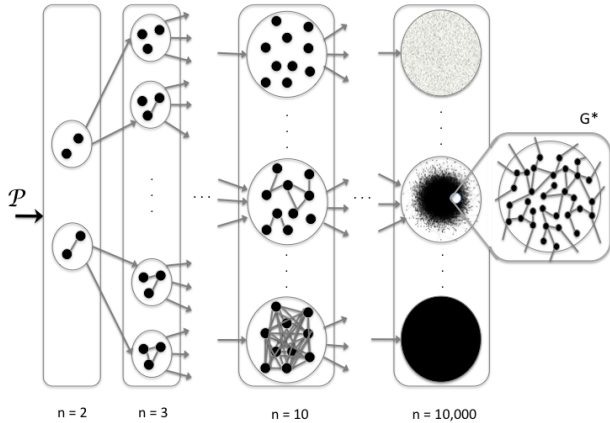 G*
𝒫
n = 2
n = 3
n = 10
n = 10,000